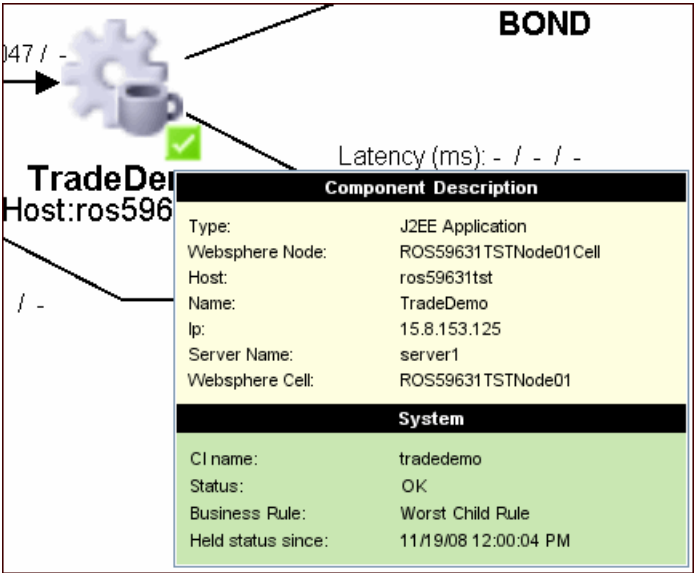 BOND
047 / -
Latency (ms): - / - / -
TradeDe
Host:ros596
/ -
Component Description
Type: J2EE Application
Websphere Node: ROS59631TSTNode01Cell
Host: ros59631tst
Name: TradeDemo
Ip: 15.8.153.125
Server Name: server1
Websphere Cell: ROS59631TSTNode01
System
CI name: tradedemo
Status: OK
Business Rule: Worst Child Rule
Held status since: 11/19/08 12:00:04 PM